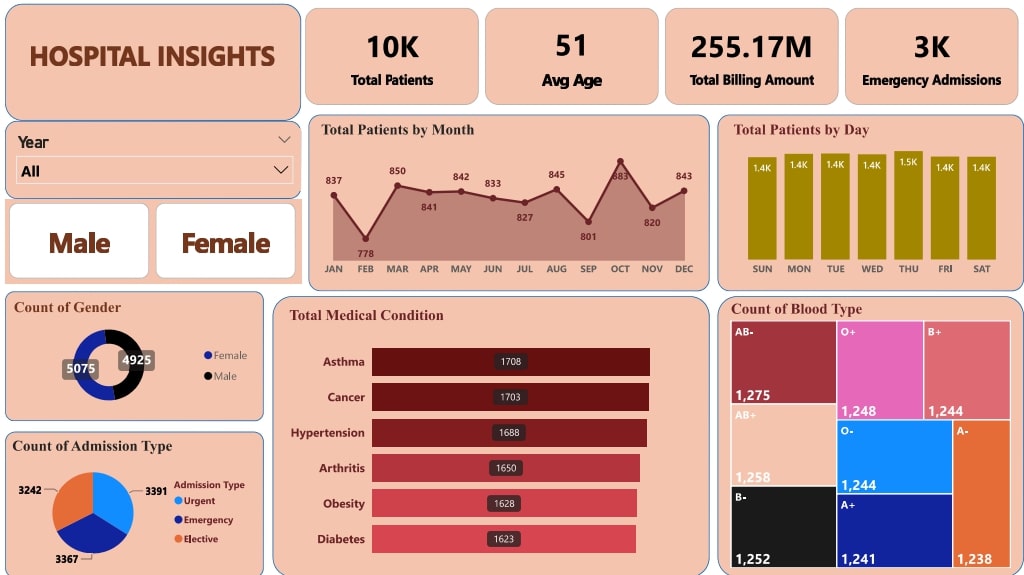 HOSPITAL INSIGHTS
10K
Total Patients
51
Avg Age
255.17M
Total Billing Amount
3K
Emergency Admissions
Year
All
Male
Female
Total Patients by Month
837
778
850
841
842
833
827
845
801
883
820
843
JAN FEB MAR APR MAY JUN JUL AUG SEP OCT NOV DEC
Total Patients by Day
1.4K 1.4K 1.4K 1.4K 1.5K 1.4K 1.4K
SUN MON TUE WED THU FRI SAT
Count of Gender
5075
4925
Female
Male
Count of Admission Type
3242
3391
3367
Admission Type
Urgent
Emergency
Elective
Total Medical Condition
Asthma 1708
Cancer 1703
Hypertension 1688
Arthritis 1650
Obesity 1628
Diabetes 1623
Count of Blood Type
AB-
1,275
AB+
1,258
B-
1,252
O+
1,248
B+
1,244
O-
1,244
A+
1,241
A-
1,238